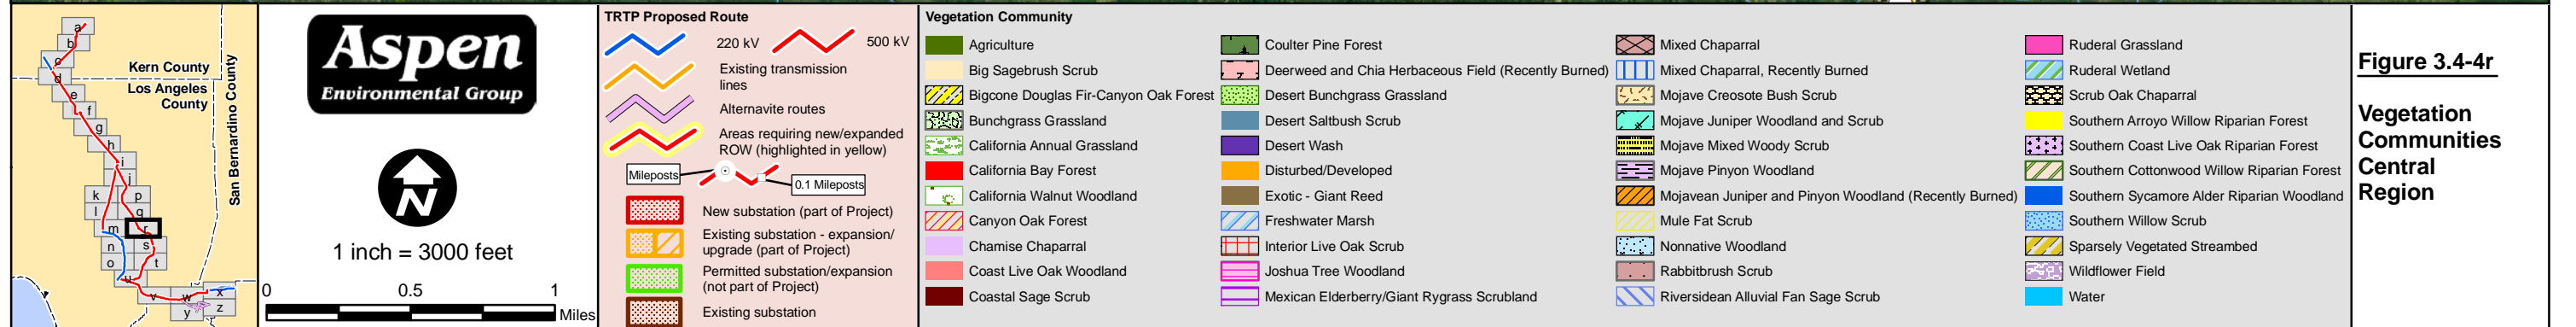 a
b
c
d
e
f
g
h
i
j
k
p
l
q
m
r
n
s
o
t
u
v
w
x
y
z
Kern County
Los Angeles
County
San Bernardino County
Aspen
Environmental Group
N
1 inch = 3000 feet
0 0.5 1
Miles
TRTP Proposed Route
220 kV
500 kV
Existing transmission
lines
Alternavite routes
Areas requiring new/expanded
ROW (highlighted in yellow)
Mileposts
0.1 Mileposts
New substation (part of Project)
Existing substation - expansion/
upgrade (part of Project)
Permitted substation/expansion
(not part of Project)
Existing substation
Vegetation Community
Agriculture
Big Sagebrush Scrub
Bigcone Douglas Fir-Canyon Oak Forest
Bunchgrass Grassland
California Annual Grassland
California Bay Forest
California Walnut Woodland
Canyon Oak Forest
Chamise Chaparral
Coast Live Oak Woodland
Coastal Sage Scrub
Coulter Pine Forest
Deerweed and Chia Herbaceous Field (Recently Burned)
Desert Bunchgrass Grassland
Desert Saltbush Scrub
Desert Wash
Disturbed/Developed
Exotic - Giant Reed
Freshwater Marsh
Interior Live Oak Scrub
Joshua Tree Woodland
Mexican Elderberry/Giant Rygrass Scrubland
Mixed Chaparral
Mixed Chaparral, Recently Burned
Mojave Creosote Bush Scrub
Mojave Juniper Woodland and Scrub
Mojave Mixed Woody Scrub
Mojave Pinyon Woodland
Mojavean Juniper and Pinyon Woodland (Recently Burned)
Mule Fat Scrub
Nonnative Woodland
Rabbitbrush Scrub
Riversidean Alluvial Fan Sage Scrub
Ruderal Grassland
Ruderal Wetland
Scrub Oak Chaparral
Southern Arroyo Willow Riparian Forest
Southern Coast Live Oak Riparian Forest
Southern Cottonwood Willow Riparian Forest
Southern Sycamore Alder Riparian Woodland
Southern Willow Scrub
Sparsely Vegetated Streambed
Wildflower Field
Water
Figure 3.4-4r
Vegetation
Communities
Central
Region